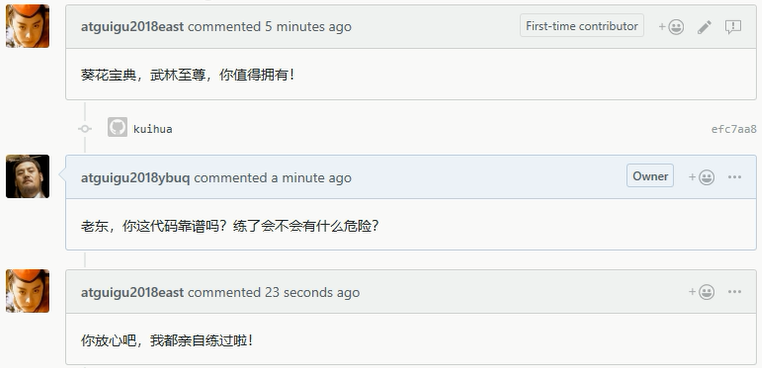 atguigu2018east commented 5 minutes ago First-time contributor
葵花宝典，武林至尊，你值得拥有！
kuihua efc7aa8
atguigu2018ybuq commented a minute ago Owner
老东，你这代码靠谱吗？练了会不会有什么危险？
atguigu2018east commented 23 seconds ago
你放心吧，我都亲自练过啦！